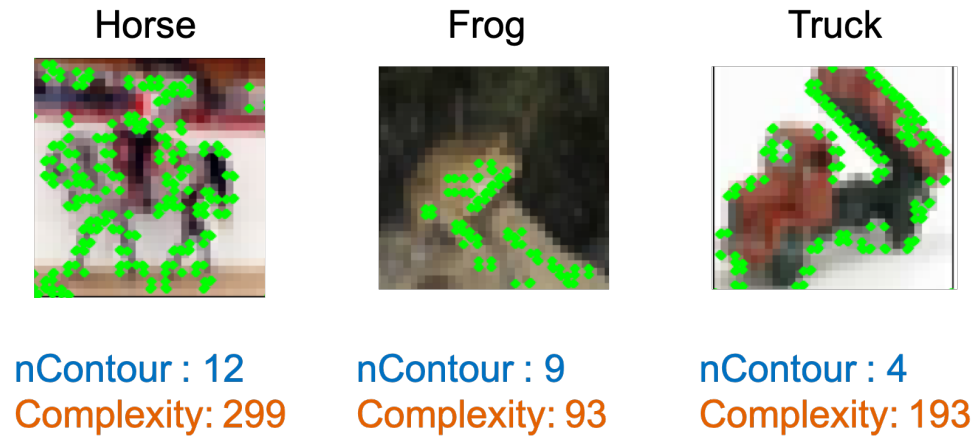 Horse
Frog
Truck
nContour : 12
nContour : 9
nContour : 4
Complexity: 299
Complexity: 93
Complexity: 193